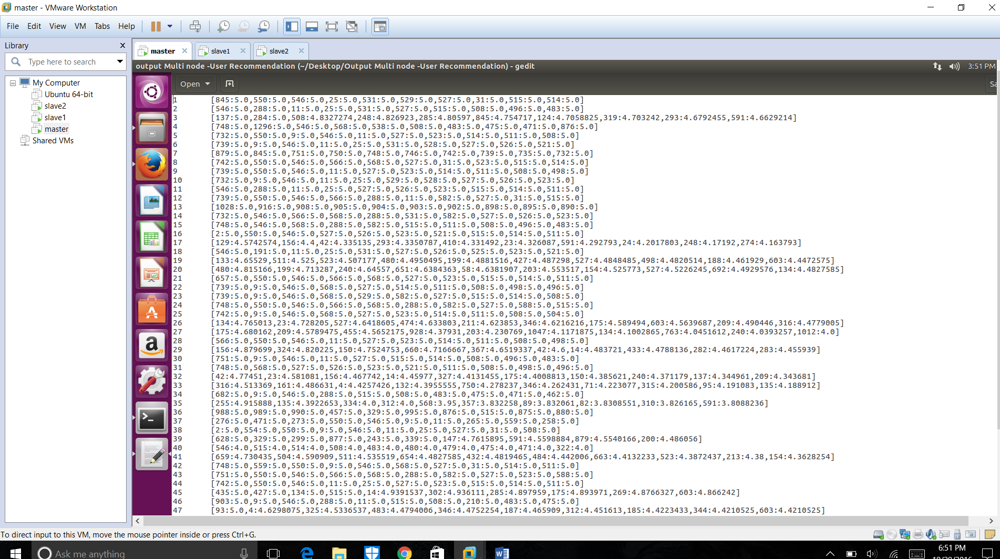 master - VMware Workstation
File Edit View VM Tabs Help
Library
Type here to search
My Computer
Ubuntu 64-bit
slave2
slave1
master
Shared VMs
master slave1 slave2
output Multi node -User Recommendation (~/Desktop/Output Multi node -User Recommendation) - gedit
3:51 PM
Open
1 [845:5.0,550:5.0,546:5.0,25:5.0,531:5.0,529:5.0,527:5.0,31:5.0,515:5.0,514:5.0]
2 [546:5.0,288:5.0,11:5.0,25:5.0,531:5.0,527:5.0,515:5.0,508:5.0,496:5.0,483:5.0]
3 [137:5.0,284:5.0,508:4.8327274,248:4.826923,285:4.80597,845:4.754717,124:4.7058825,319:4.703242,293:4.6792455,591:4.6629214]
4 [748:5.0,1296:5.0,546:5.0,568:5.0,538:5.0,508:5.0,483:5.0,475:5.0,471:5.0,876:5.0]
5 [732:5.0,550:5.0,9:5.0,546:5.0,11:5.0,527:5.0,523:5.0,514:5.0,511:5.0,508:5.0]
6 [739:5.0,9:5.0,546:5.0,11:5.0,25:5.0,531:5.0,528:5.0,527:5.0,526:5.0,521:5.0]
7 [879:5.0,845:5.0,751:5.0,750:5.0,748:5.0,746:5.0,742:5.0,739:5.0,735:5.0,732:5.0]
8 [742:5.0,550:5.0,546:5.0,566:5.0,568:5.0,527:5.0,31:5.0,523:5.0,515:5.0,514:5.0]
9 [739:5.0,550:5.0,546:5.0,11:5.0,527:5.0,523:5.0,514:5.0,511:5.0,508:5.0,498:5.0]
10 [732:5.0,9:5.0,546:5.0,11:5.0,25:5.0,529:5.0,528:5.0,527:5.0,526:5.0,523:5.0]
11 [546:5.0,288:5.0,11:5.0,25:5.0,527:5.0,526:5.0,523:5.0,515:5.0,514:5.0,511:5.0]
12 [739:5.0,550:5.0,546:5.0,566:5.0,288:5.0,11:5.0,582:5.0,527:5.0,31:5.0,515:5.0]
13 [1028:5.0,916:5.0,908:5.0,905:5.0,904:5.0,903:5.0,902:5.0,898:5.0,895:5.0,890:5.0]
14 [732:5.0,546:5.0,566:5.0,568:5.0,288:5.0,531:5.0,582:5.0,527:5.0,526:5.0,523:5.0]
15 [748:5.0,546:5.0,568:5.0,288:5.0,582:5.0,515:5.0,511:5.0,508:5.0,496:5.0,483:5.0]
16 [2:5.0,550:5.0,546:5.0,527:5.0,526:5.0,523:5.0,521:5.0,515:5.0,514:5.0,511:5.0]
17 [129:4.5742574,156:4.4,42:4.335135,293:4.3350787,410:4.331492,23:4.326087,591:4.292793,24:4.2017803,248:4.17192,274:4.163793]
18 [546:5.0,191:5.0,11:5.0,25:5.0,531:5.0,527:5.0,526:5.0,525:5.0,523:5.0,521:5.0]
19 [133:4.65529,511:4.525,523:4.507177,480:4.4950495,199:4.4881516,427:4.487298,527:4.4848485,498:4.4820514,188:4.461929,603:4.4472575]
20 [480:4.815166,199:4.713287,240:4.64557,651:4.6384363,58:4.6381907,203:4.553517,154:4.525773,527:4.5226245,692:4.4929576,134:4.4827585]
21 [657:5.0,550:5.0,546:5.0,566:5.0,568:5.0,527:5.0,523:5.0,515:5.0,514:5.0,511:5.0]
22 [739:5.0,9:5.0,546:5.0,568:5.0,527:5.0,514:5.0,511:5.0,508:5.0,498:5.0,496:5.0]
23 [739:5.0,9:5.0,546:5.0,568:5.0,529:5.0,582:5.0,527:5.0,515:5.0,514:5.0,508:5.0]
24 [748:5.0,550:5.0,546:5.0,566:5.0,568:5.0,288:5.0,582:5.0,527:5.0,588:5.0,515:5.0]
25 [742:5.0,9:5.0,546:5.0,568:5.0,527:5.0,523:5.0,514:5.0,511:5.0,508:5.0,504:5.0]
26 [134:4.765013,23:4.728205,527:4.6418605,474:4.633803,211:4.623853,346:4.6216216,175:4.589494,603:4.5639687,209:4.490446,316:4.4779005]
27 [175:4.680162,209:4.5789475,455:4.5652175,928:4.37931,203:4.230769,1047:4.1171875,134:4.1002865,763:4.0451612,240:4.0393257,1012:4.0]
28 [566:5.0,550:5.0,546:5.0,11:5.0,527:5.0,523:5.0,514:5.0,511:5.0,508:5.0,498:5.0]
29 [156:4.879699,324:4.820225,150:4.7524753,660:4.7166667,367:4.6519337,42:4.6,14:4.483721,433:4.4788136,282:4.4617224,283:4.455939]
30 [751:5.0,9:5.0,546:5.0,11:5.0,527:5.0,515:5.0,514:5.0,508:5.0,496:5.0,483:5.0]
31 [748:5.0,568:5.0,527:5.0,526:5.0,523:5.0,521:5.0,511:5.0,508:5.0,498:5.0,496:5.0]
32 [42:4.77451,23:4.581081,156:4.467742,14:4.45977,327:4.4131455,175:4.4008813,150:4.385621,240:4.371179,137:4.344961,209:4.343681]
33 [316:4.513369,161:4.486631,4:4.4257426,132:4.3955555,750:4.278237,346:4.262431,71:4.223077,315:4.200586,95:4.191083,135:4.188912]
34 [682:5.0,9:5.0,546:5.0,288:5.0,515:5.0,508:5.0,483:5.0,475:5.0,471:5.0,462:5.0]
35 [255:4.915888,135:4.3922653,334:4.0,312:4.0,568:3.95,357:3.832258,89:3.832061,82:3.8308551,310:3.826165,591:3.8088236]
36 [988:5.0,989:5.0,990:5.0,457:5.0,329:5.0,995:5.0,876:5.0,515:5.0,875:5.0,880:5.0]
37 [276:5.0,471:5.0,273:5.0,550:5.0,546:5.0,9:5.0,11:5.0,265:5.0,559:5.0,258:5.0]
38 [2:5.0,554:5.0,550:5.0,9:5.0,546:5.0,11:5.0,25:5.0,527:5.0,31:5.0,508:5.0]
39 [628:5.0,329:5.0,299:5.0,877:5.0,243:5.0,339:5.0,147:4.7615895,591:4.5598884,879:4.5540166,200:4.486056]
40 [546:4.0,515:4.0,514:4.0,508:4.0,483:4.0,480:4.0,479:4.0,475:4.0,471:4.0,322:4.0]
41 [659:4.730435,504:4.590909,511:4.535519,654:4.4827585,432:4.4819465,484:4.442006,663:4.4132233,523:4.3872437,213:4.38,154:4.3628254]
42 [748:5.0,559:5.0,550:5.0,9:5.0,546:5.0,568:5.0,527:5.0,31:5.0,514:5.0,511:5.0]
43 [751:5.0,550:5.0,546:5.0,566:5.0,568:5.0,288:5.0,582:5.0,527:5.0,523:5.0,588:5.0]
44 [742:5.0,550:5.0,546:5.0,11:5.0,25:5.0,527:5.0,523:5.0,515:5.0,514:5.0,511:5.0]
45 [435:5.0,427:5.0,134:5.0,515:5.0,14:4.9391537,302:4.936111,285:4.897959,175:4.893971,269:4.8766327,603:4.866242]
46 [903:5.0,9:5.0,546:5.0,288:5.0,11:5.0,515:5.0,508:5.0,210:5.0,483:5.0,475:5.0]
47 [93:5.0,4:4.6298075,325:4.5336537,483:4.4794006,346:4.4752254,187:4.465909,312:4.451613,185:4.4223433,344:4.4210525,603:4.4210525]
To direct input to this VM, move the mouse pointer inside or press Ctrl+G.
Ask me anything
6:51 PM